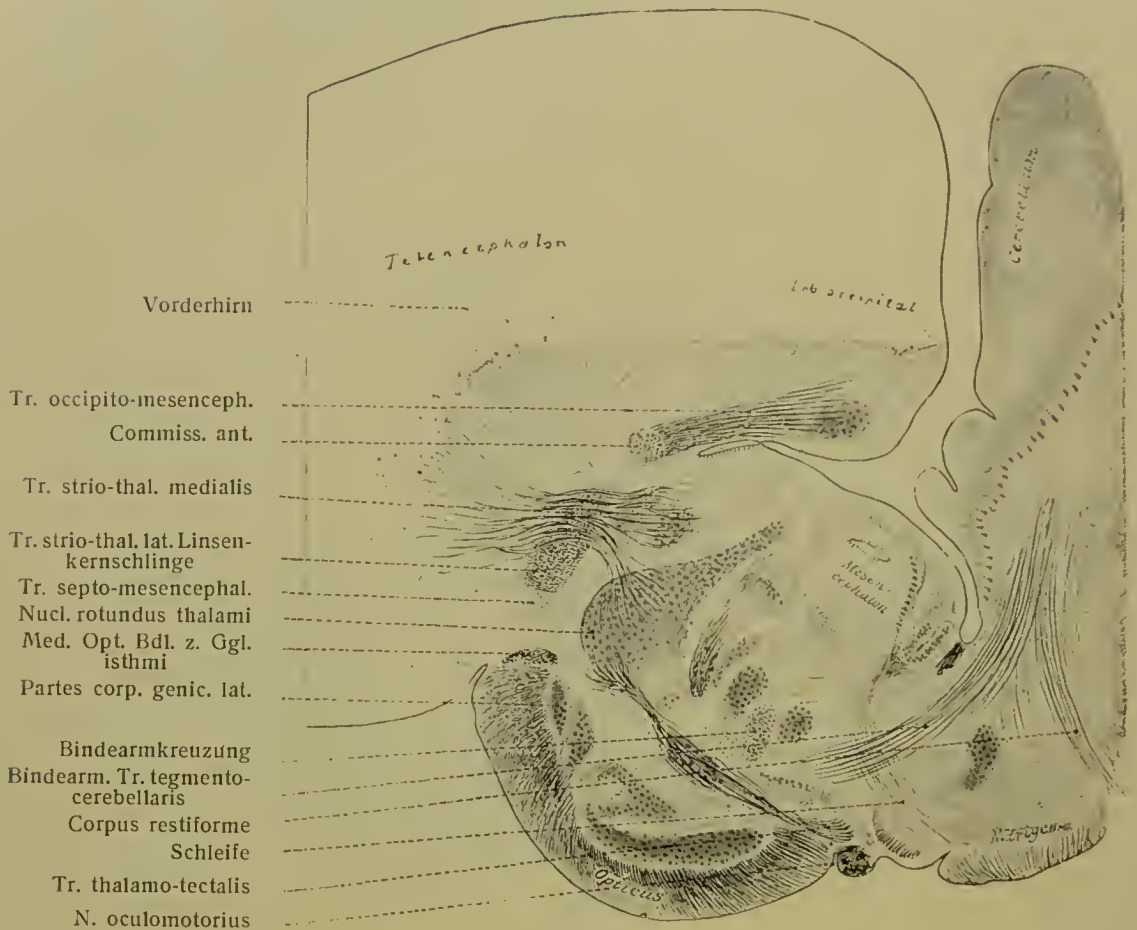 Telencephalon
Lob occipital
Cerebellum
Vorderhirn
Tr. occipito-mesenceph.
Commiss. ant.
Tr. strio-thal. medialis
Tr. strio-thal. lat. Linsen-
kernschlinge
Tr. septo-mesencephal.
Nucl. rotundus thalami
Med. Opt. Bdl. z. Ggl.
isthmi
Partes corp. genic. lat.
Bindearmkreuzung
Bindearm. Tr. tegmento-
cerebellaris
Corpus restiforme
Schleife
Tr. thalamo-tectalis
N. oculomotorius
Mesen-
cephalon
Opticus